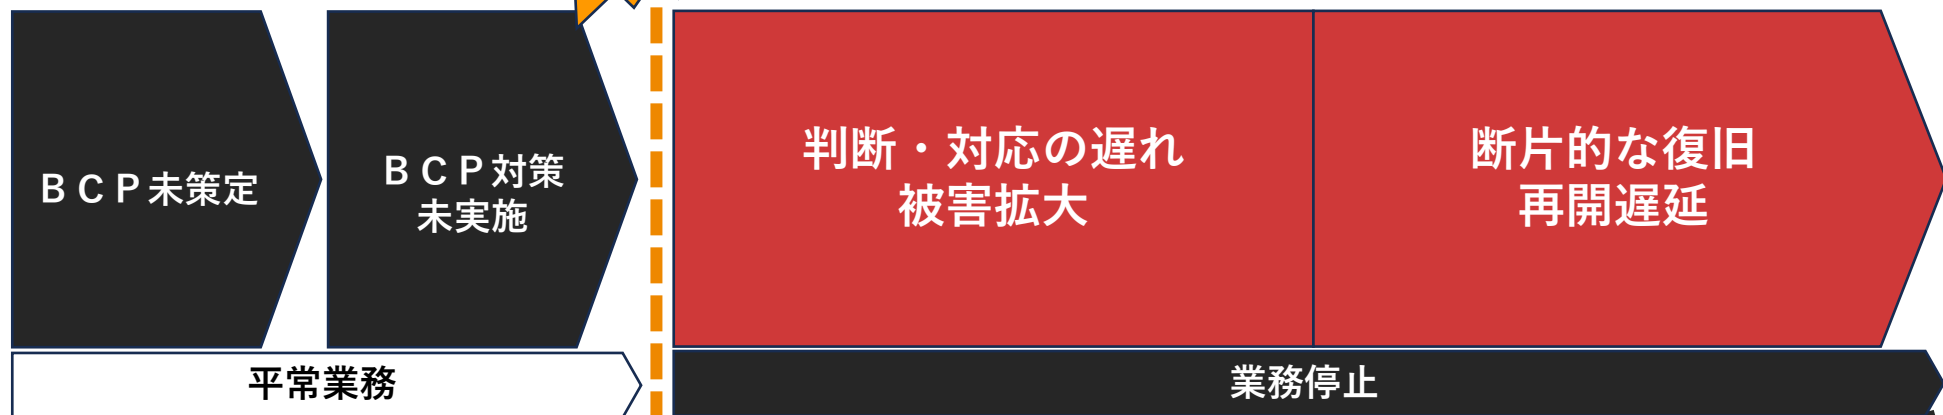 ＢＣＰ未策定
ＢＣＰ対策
未実施
判断・対応の遅れ
被害拡大
断片的な復旧
再開遅延
平常業務
業務停止